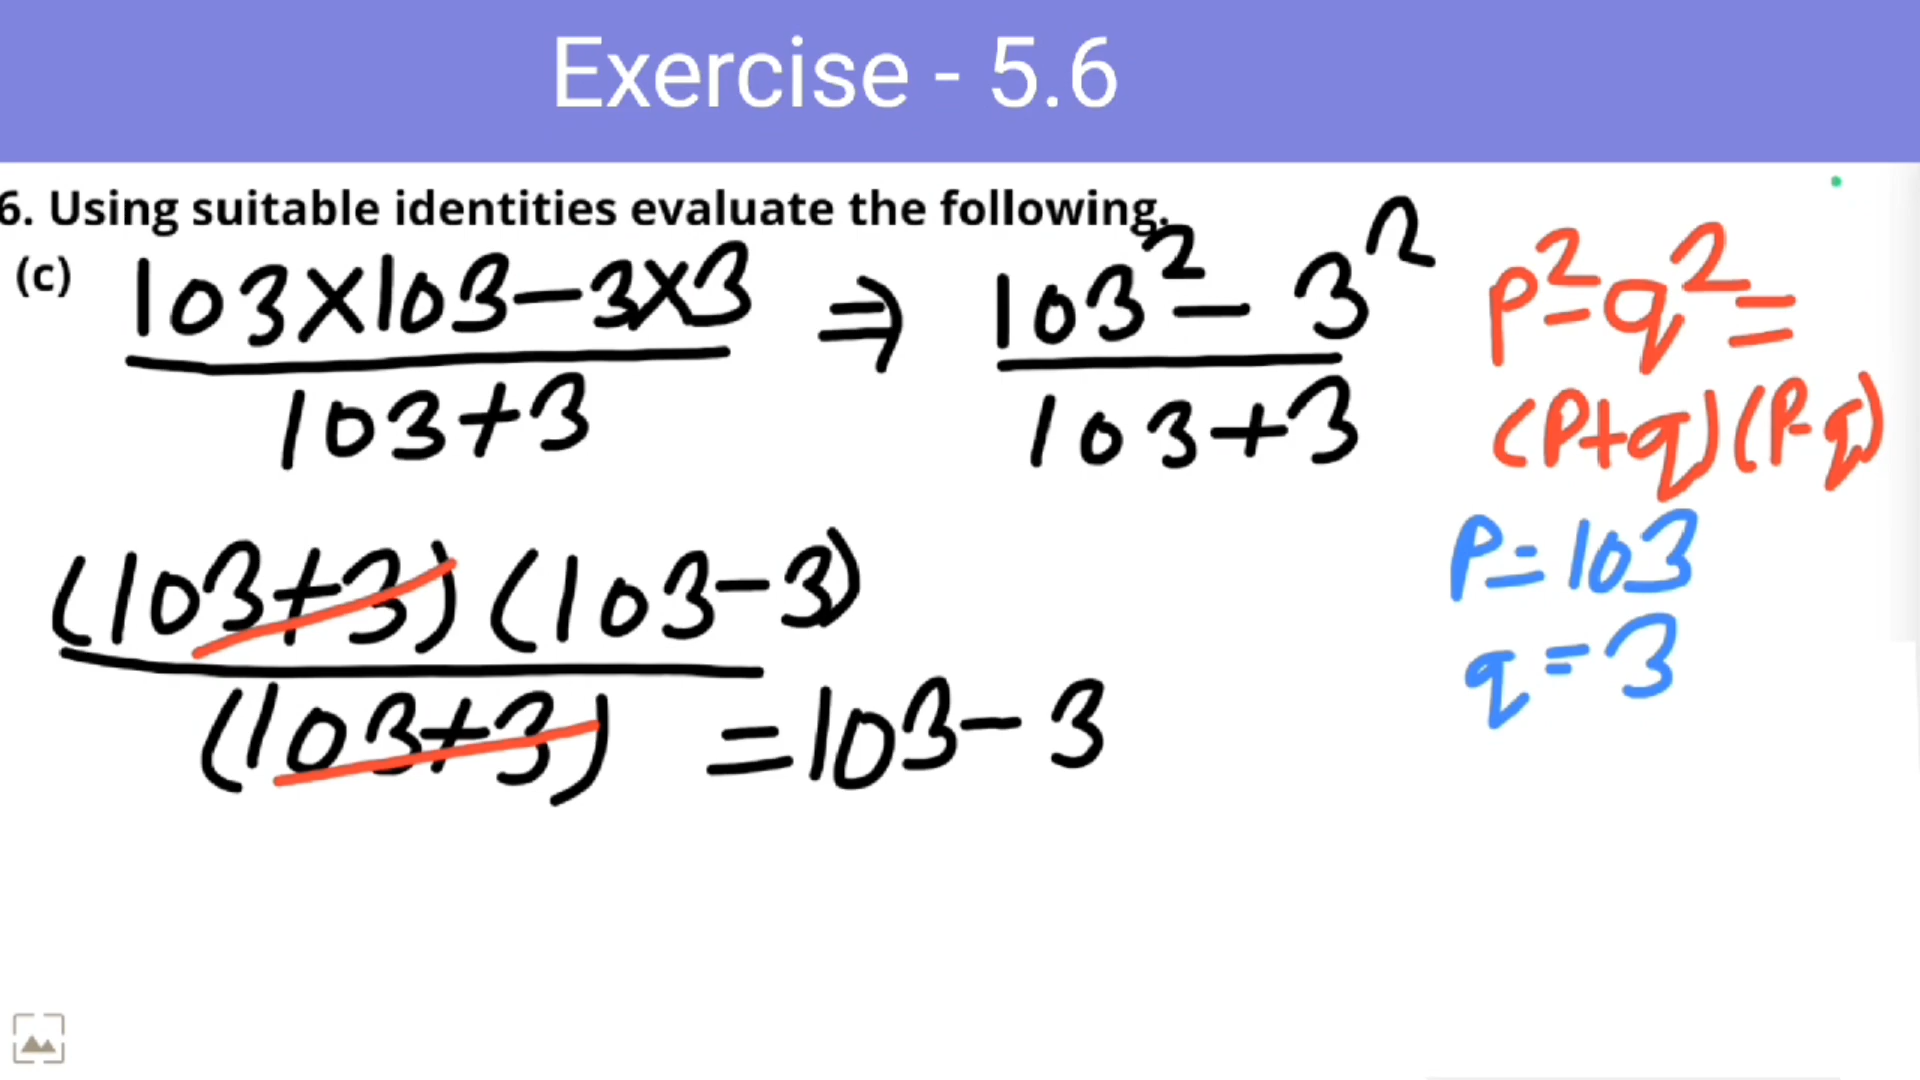 Exercise - 5.6
6. Using suitable identities evaluate the following.
(c) 103×103-3×3 ⇒ 103²-3²
103+3 103+3
p²-q²=
(p+q)(p-q)
p=103
q=3
(103+3)(103-3)
(103+3) =103-3